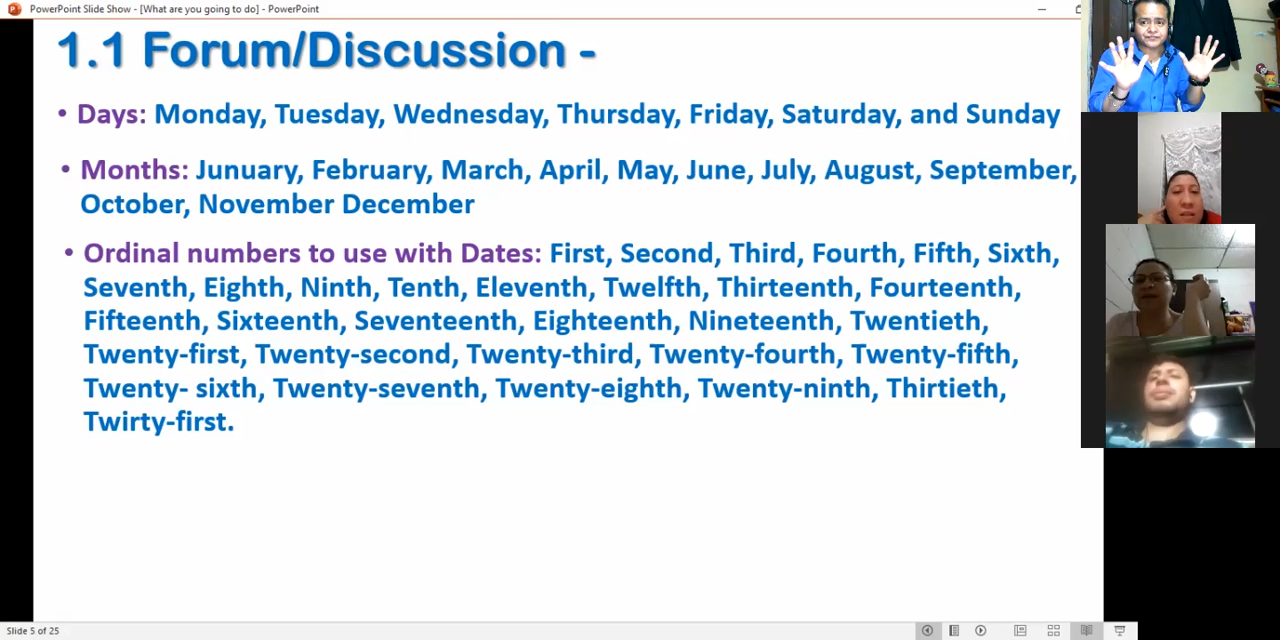 PowerPoint Slide Show - [What are you going to do] - PowerPoint
1.1 Forum/Discussion -
• Days: Monday, Tuesday, Wednesday, Thursday, Friday, Saturday, and Sunday
• Months: Junuary, February, March, April, May, June, July, August, September,
October, November December
• Ordinal numbers to use with Dates: First, Second, Third, Fourth, Fifth, Sixth,
Seventh, Eighth, Ninth, Tenth, Eleventh, Twelfth, Thirteenth, Fourteenth,
Fifteenth, Sixteenth, Seventeenth, Eighteenth, Nineteenth, Twentieth,
Twenty-first, Twenty-second, Twenty-third, Twenty-fourth, Twenty-fifth,
Twenty- sixth, Twenty-seventh, Twenty-eighth, Twenty-ninth, Thirtieth,
Twirty-first.
Slide 5 of 25